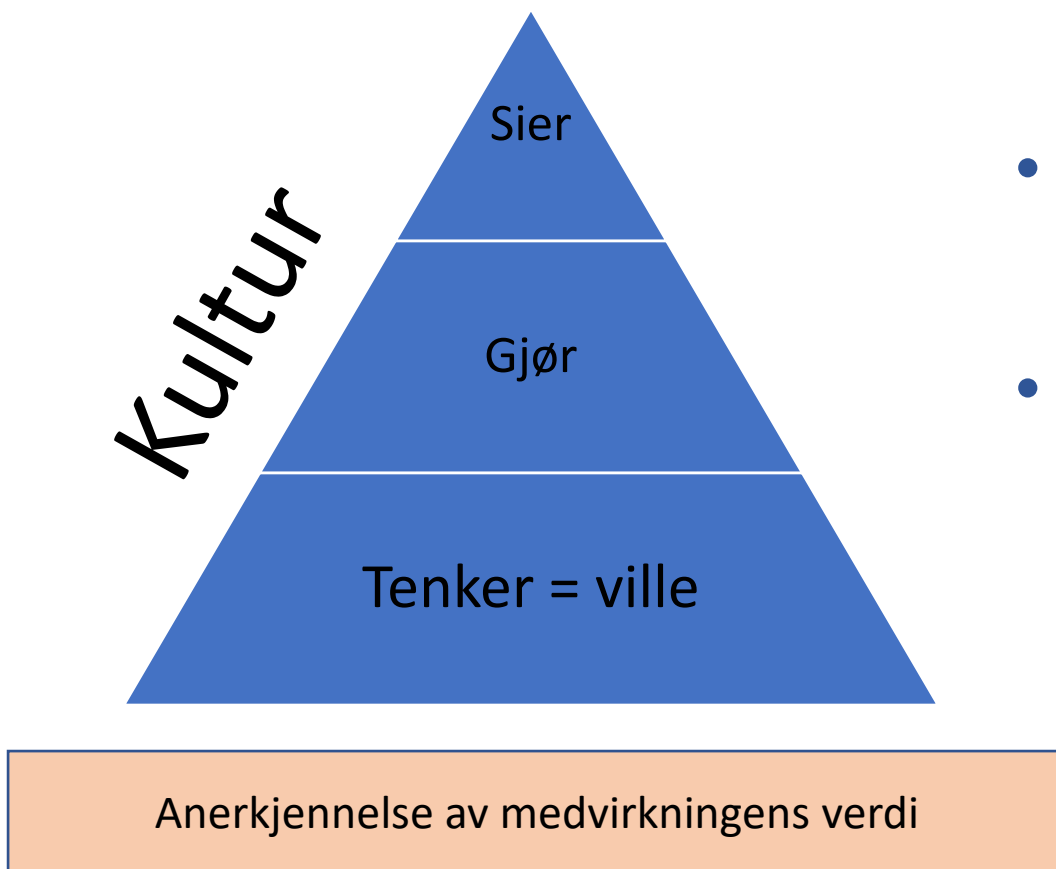 Sier
Kultur
Gjør
Tenker = ville
Anerkjennelse av medvirkningens verdi